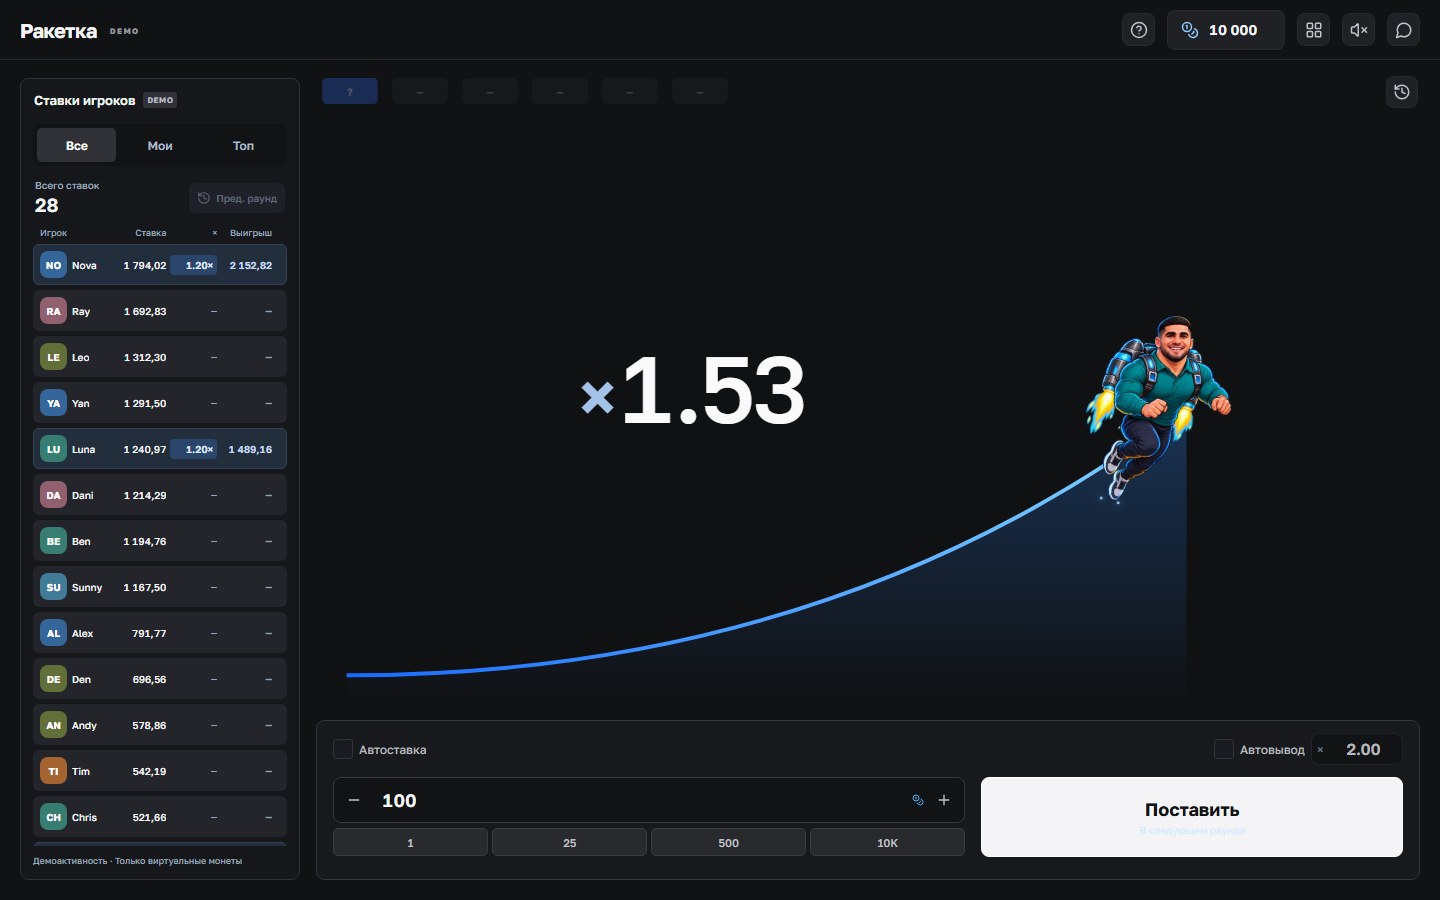 Ракетка DEMO
10 000
Ставки игроков DEMO
Все Мои Топ
Всего ставок
28
Пред. раунд
Игрок Ставка × Выигрыш
NO Nova 1 794,02 1.20× 2 152,82
RA Ray 1 692,83 – –
LE Leo 1 312,30 – –
YA Yan 1 291,50 – –
LU Luna 1 240,97 1.20× 1 489,16
DA Dani 1 214,29 – –
BE Ben 1 194,76 – –
SU Sunny 1 167,50 – –
AL Alex 791,77 – –
DE Den 696,56 – –
AN Andy 578,86 – –
TI Tim 542,19 – –
CH Chris 521,66 – –
Демоактивность · Только виртуальные монеты
? – – – – –
×1.53
Автоставка
Автовывод × 2.00
– 100 +
1 25 500 10K
Поставить
В следующем раунде